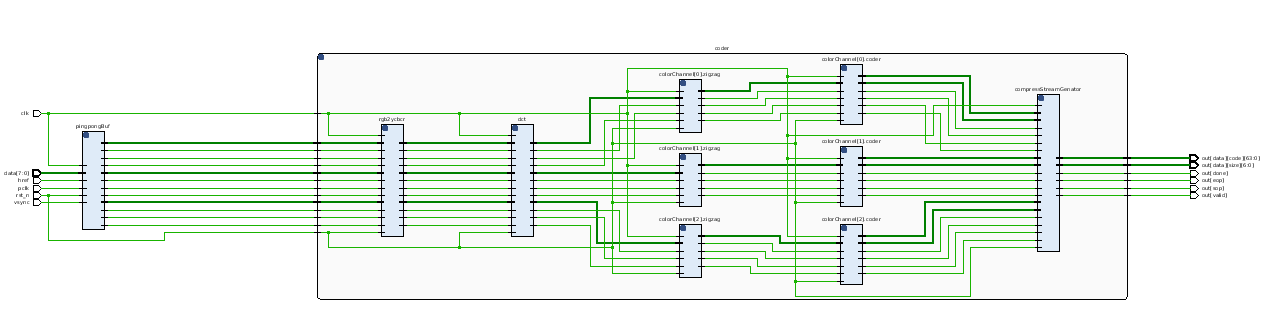 coder
colorChannel[0].coder
colorChannel[0].zigzag
compressStreamGenator
clk
pingpongBuf
rgb2ycbcr
dct
colorChannel[1].coder
colorChannel[1].zigzag
data[7:0]
href
pclk
rst_n
vsync
out[data][code][63:0]
out[data][size][6:0]
out[done]
out[eop]
out[sop]
out[valid]
colorChannel[2].zigzag
colorChannel[2].coder